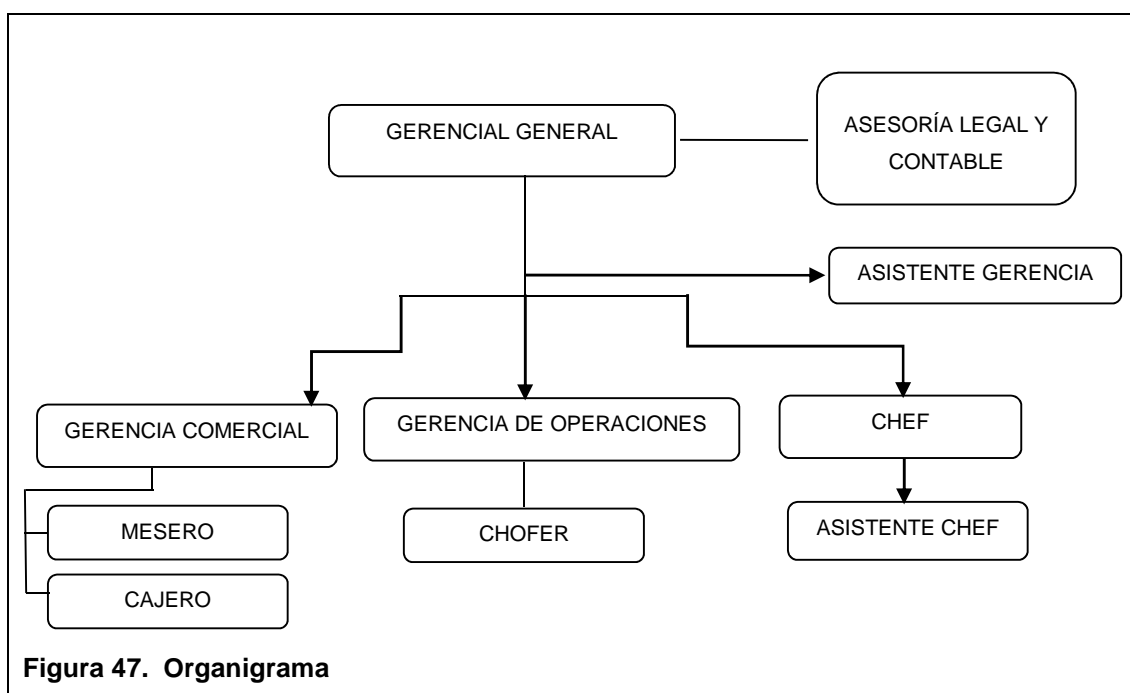 GERENCIAL GENERAL
ASESORÍA LEGAL Y
CONTABLE
ASISTENTE GERENCIA
GERENCIA COMERCIAL
GERENCIA DE OPERACIONES
CHEF
MESERO
CHOFER
ASISTENTE CHEF
CAJERO
Figura 47. Organigrama